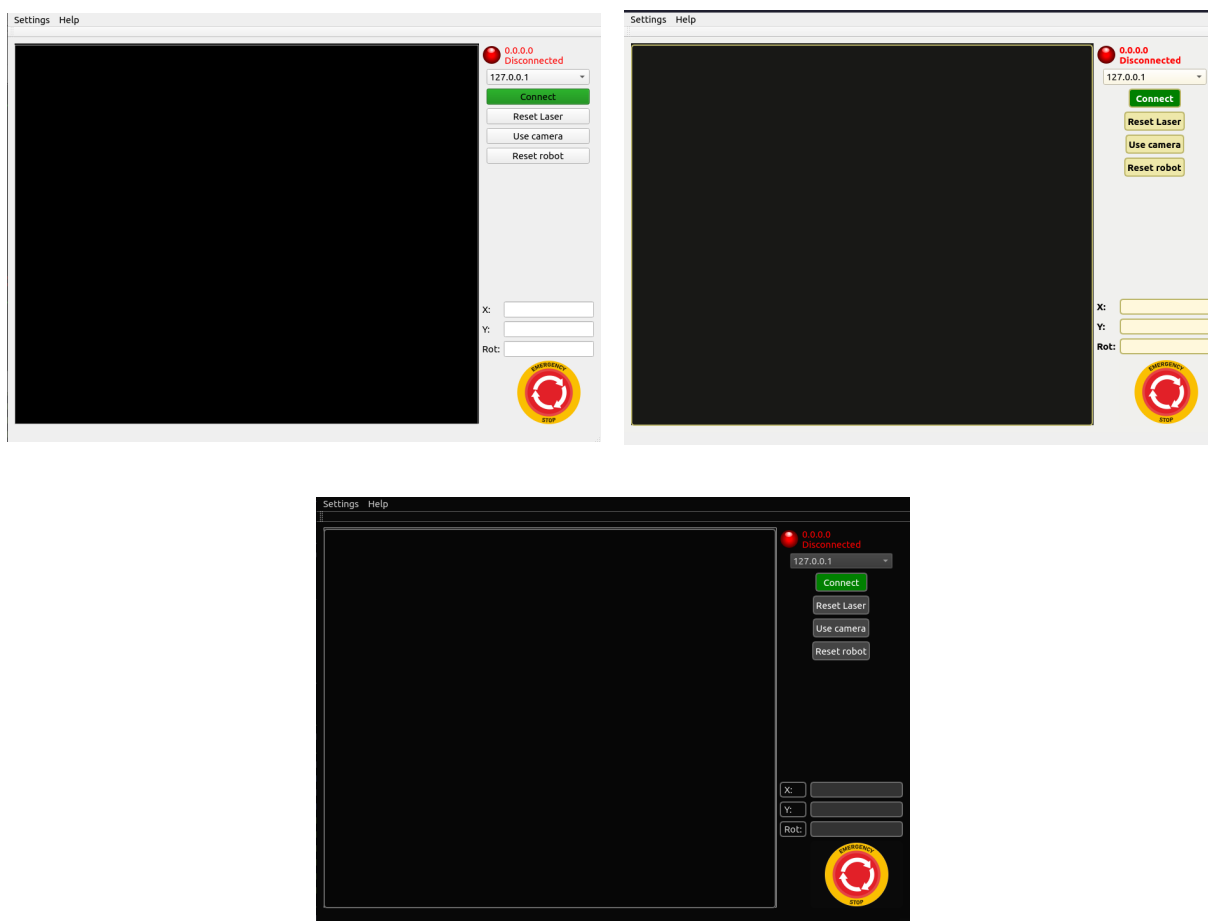 Settings Help
0.0.0.0
Disconnected
127.0.0.1
Connect
Reset Laser
Use camera
Reset robot
X:
Y:
Rot:
EMERGENCY
STOP
Settings Help
0.0.0.0
Disconnected
127.0.0.1
Connect
Reset Laser
Use camera
Reset robot
X:
Y:
Rot:
EMERGENCY
STOP
Settings Help
0.0.0.0
Disconnected
127.0.0.1
Connect
Reset Laser
Use camera
Reset robot
X:
Y:
Rot:
EMERGENCY
STOP